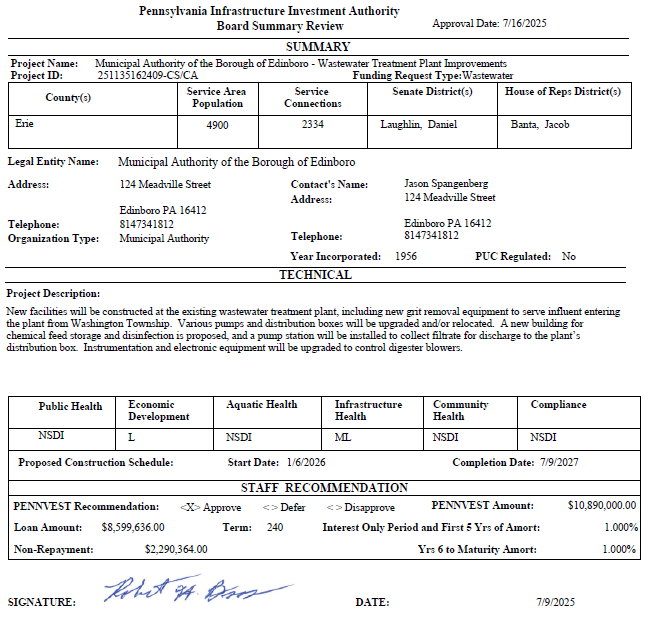 Pennsylvania Infrastructure Investment Authority
Board Summary Review
Approval Date: 7/16/2025
SUMMARY
Project Name: Municipal Authority of the Borough of Edinboro - Wastewater Treatment Plant Improvements
Project ID: 251135162409-CS/CA Funding Request Type: Wastewater
County(s) Service Area Population Service Connections Senate District(s) House of Reps District(s)
Erie 4900 2334 Laughlin, Daniel Banta, Jacob
Legal Entity Name: Municipal Authority of the Borough of Edinboro
Address: 124 Meadville Street Contact's Name: Jason Spangenberg
Address: 124 Meadville Street
Edinboro PA 16412 Edinboro PA 16412
Telephone: 8147341812 Telephone: 8147341812
Organization Type: Municipal Authority
Year Incorporated: 1956 PUC Regulated: No
TECHNICAL
Project Description:
New facilities will be constructed at the existing wastewater treatment plant, including new grit removal equipment to serve influent entering
the plant from Washington Township. Various pumps and distribution boxes will be upgraded and/or relocated. A new building for
chemical feed storage and disinfection is proposed, and a pump station will be installed to collect filtrate for discharge to the plant's
distribution box. Instrumentation and electronic equipment will be upgraded to control digester blowers.
Public Health Economic Development Aquatic Health Infrastructure Health Community Health Compliance
NSDI L NSDI ML NSDI NSDI
Proposed Construction Schedule: Start Date: 1/6/2026 Completion Date: 7/9/2027
STAFF RECOMMENDATION
PENNVEST Recommendation: <X> Approve < > Defer < > Disapprove PENNVEST Amount: $10,890,000.00
Loan Amount: $8,599,636.00 Term: 240 Interest Only Period and First 5 Yrs of Amort: 1.000%
Non-Repayment: $2,290,364.00 Yrs 6 to Maturity Amort: 1.000%
SIGNATURE: DATE: 7/9/2025